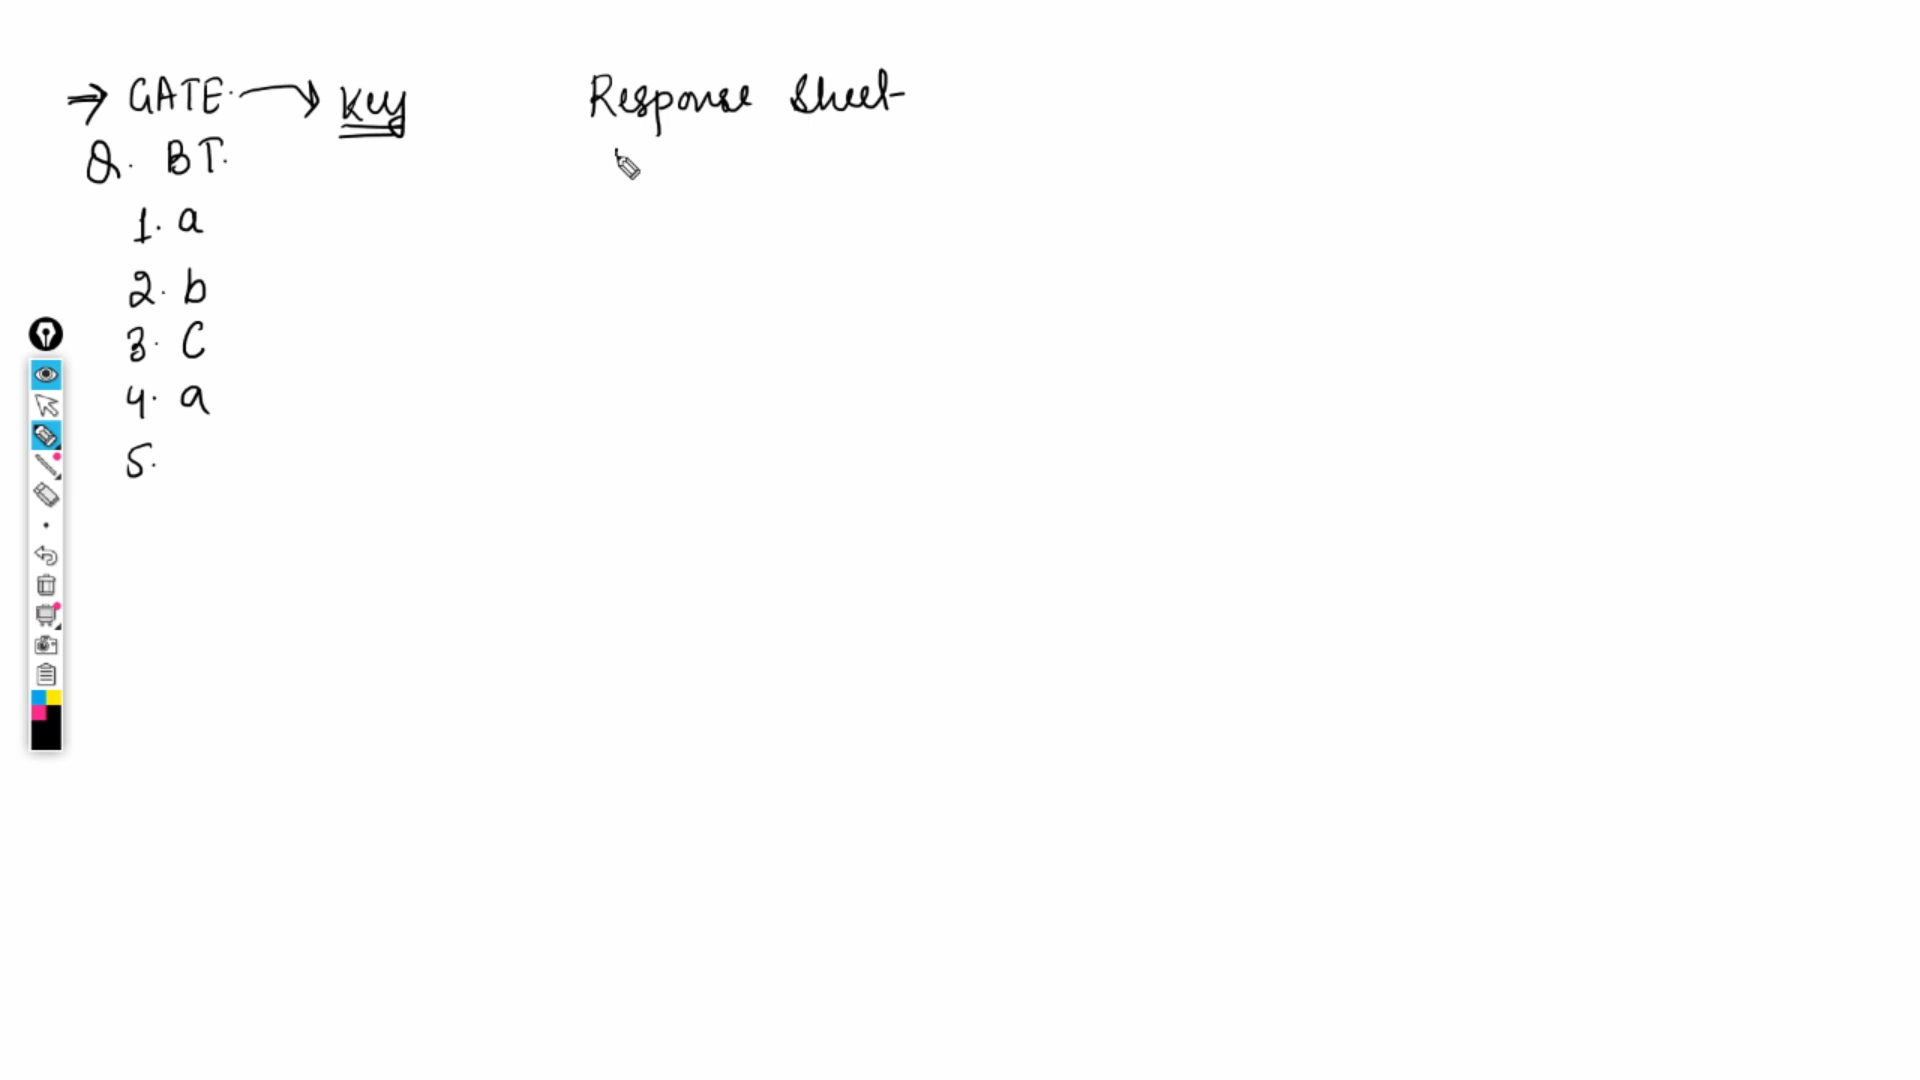 ⇒ GATE. → Key
Response Sheet
Q. BT.
1. a
2. b
3. C
4. a
5.